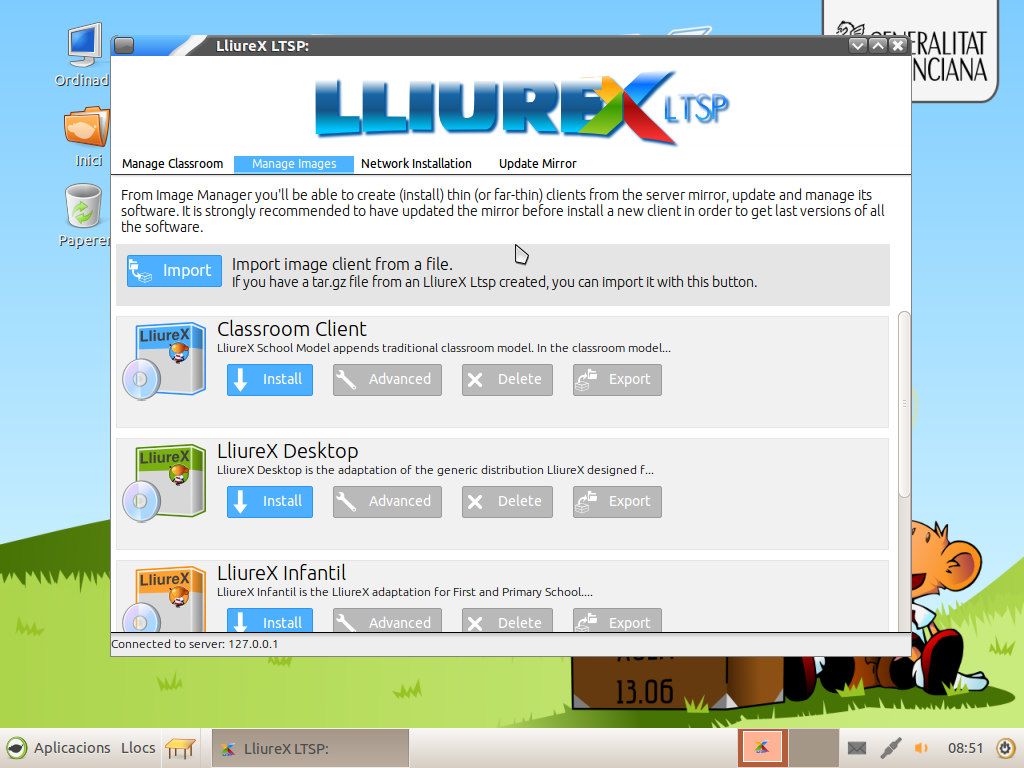 LliureX LTSP:
GENERALITAT
VALENCIANA
Ordinad
Inici
Paperer
LLIUREX LTSP
Manage Classroom Manage Images Network Installation Update Mirror
From Image Manager you'll be able to create (install) thin (or far-thin) clients from the server mirror, update and manage its
software. It is strongly recommended to have updated the mirror before install a new client in order to get last versions of all
the software.
Import
Import image client from a file.
If you have a tar.gz file from an LliureX Ltsp created, you can import it with this button.
LliureX
Classroom Client
LliureX School Model appends traditional classroom model. In the classroom model...
Install Advanced Delete Export
LliureX
LliureX Desktop
LliureX Desktop is the adaptation of the generic distribution LliureX designed f...
Install Advanced Delete Export
LliureX
LliureX Infantil
LliureX Infantil is the LliureX adaptation for First and Primary School....
Install Advanced Delete Export
Connected to server: 127.0.0.1
13.06
Aplicacions Llocs LliureX LTSP: 08:51